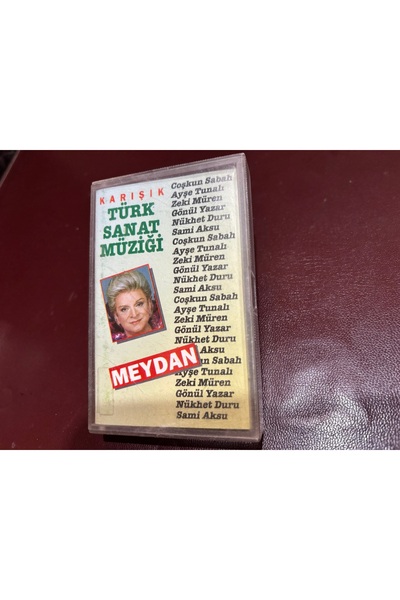 KARIŞIK
TÜRK
SANAT
MÜZİĞİ
MEYDAN
Coşkun Sabah
Ayşe Tunalı
Zeki Müren
Gönül Yazar
Nükhet Duru
Sami Aksu
Coşkun Sabah
Ayşe Tunalı
Zeki Müren
Gönül Yazar
Nükhet Duru
Sami Aksu
Coşkun Sabah
Ayşe Tunalı
Zeki Müren
Gönül Yazar
Nükhet Duru
Aksu
Sabah
Ayşe Tunalı
Zeki Müren
Gönül Yazar
Nükhet Duru
Sami Aksu